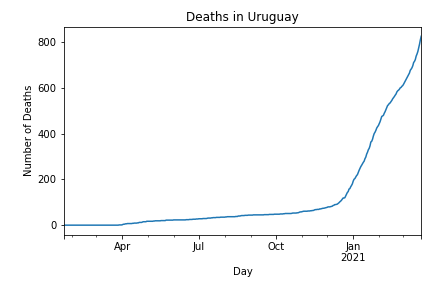 Deaths in Uruguay
800
600
400
200
0
Number of Deaths
Apr
Jul
Oct
Jan
2021
Day